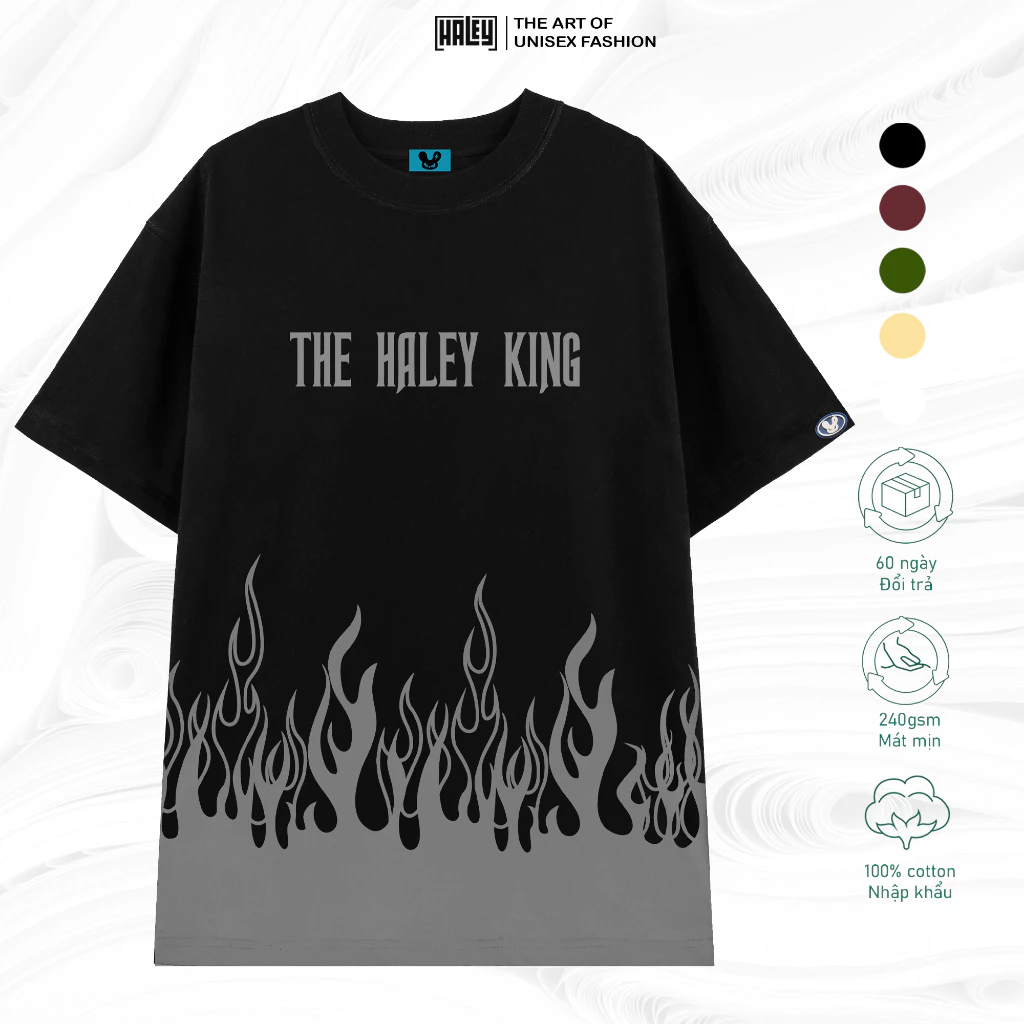 HALEY
THE ART OF
UNISEX FASHION
THE HALEY KING
60 ngày
Đổi trả
240gsm
Mát mịn
100% cotton
Nhập khẩu